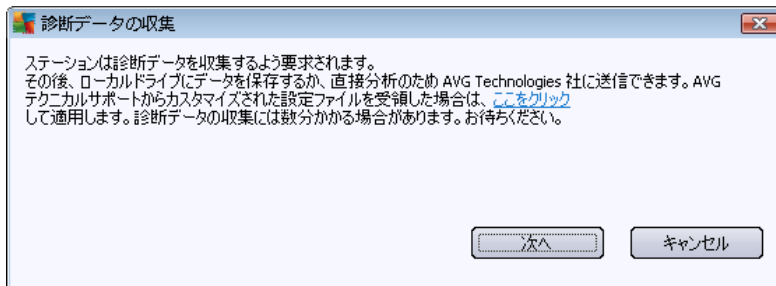 診断データの収集
ステーションは診断データを収集するよう要求されます。
その後、ローカルドライブにデータを保存するか、直接分析のため AVG Technologies 社に送信できます。AVG
テクニカルサポートからカスタマイズされた設定ファイルを受領した場合は、ここをクリック
して適用します。診断データの収集には数分かかる場合があります。お待ちください。
次へ
キャンセル